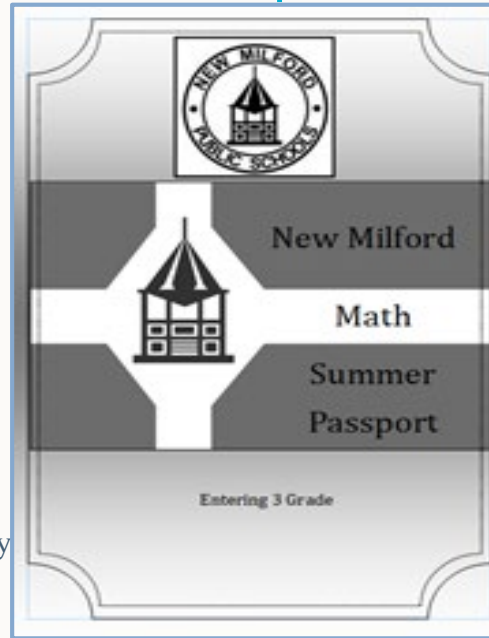 NEW MILFORD
PUBLIC SCHOOLS
New Milford
Math
Summer
Passport
Entering 3 Grade
y